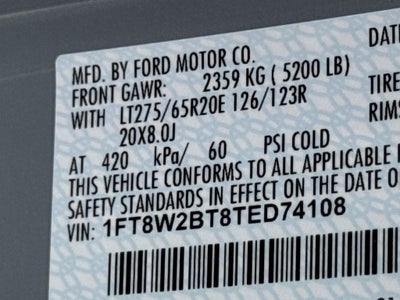 MFD. BY FORD MOTOR CO.
DATE
FRONT GAWR: 2359 KG ( 5200 LB)
WITH LT275/65R20E 126/123R
TIRE
20X8.0J
RIMS
AT 420 kPa/ 60 PSI COLD
THIS VEHICLE CONFORMS TO ALL APPLICABLE
SAFETY STANDARDS IN EFFECT ON THE DATE O
VIN: 1FT8W2BT8TED74108